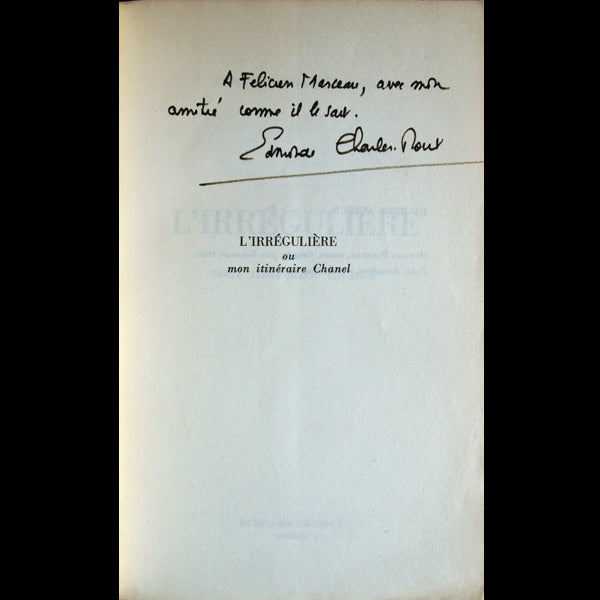 A Felicien Marceau, avec mon
amitié comme il le sait.
Edmonde Charles-Roux
L'IRRÉGULIÈRE
ou
mon itinéraire Chanel
L'IRRÉGULIÈRE